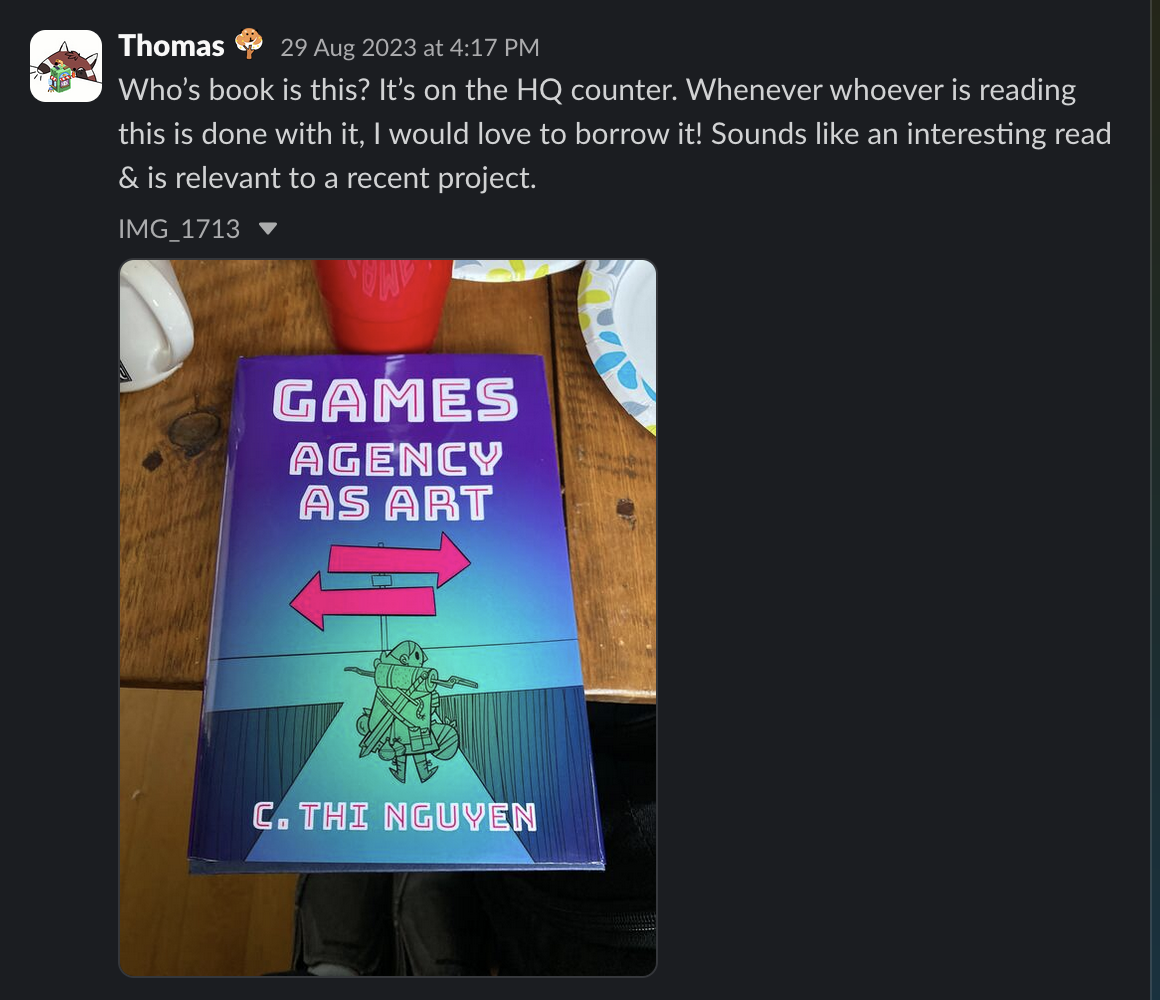 Thomas 29 Aug 2023 at 4:17 PM
Who’s book is this? It’s on the HQ counter. Whenever whoever is reading
this is done with it, I would love to borrow it! Sounds like an interesting read
& is relevant to a recent project.
IMG_1713
GAMES
AGENCY
AS ART
C. THI NGUYEN